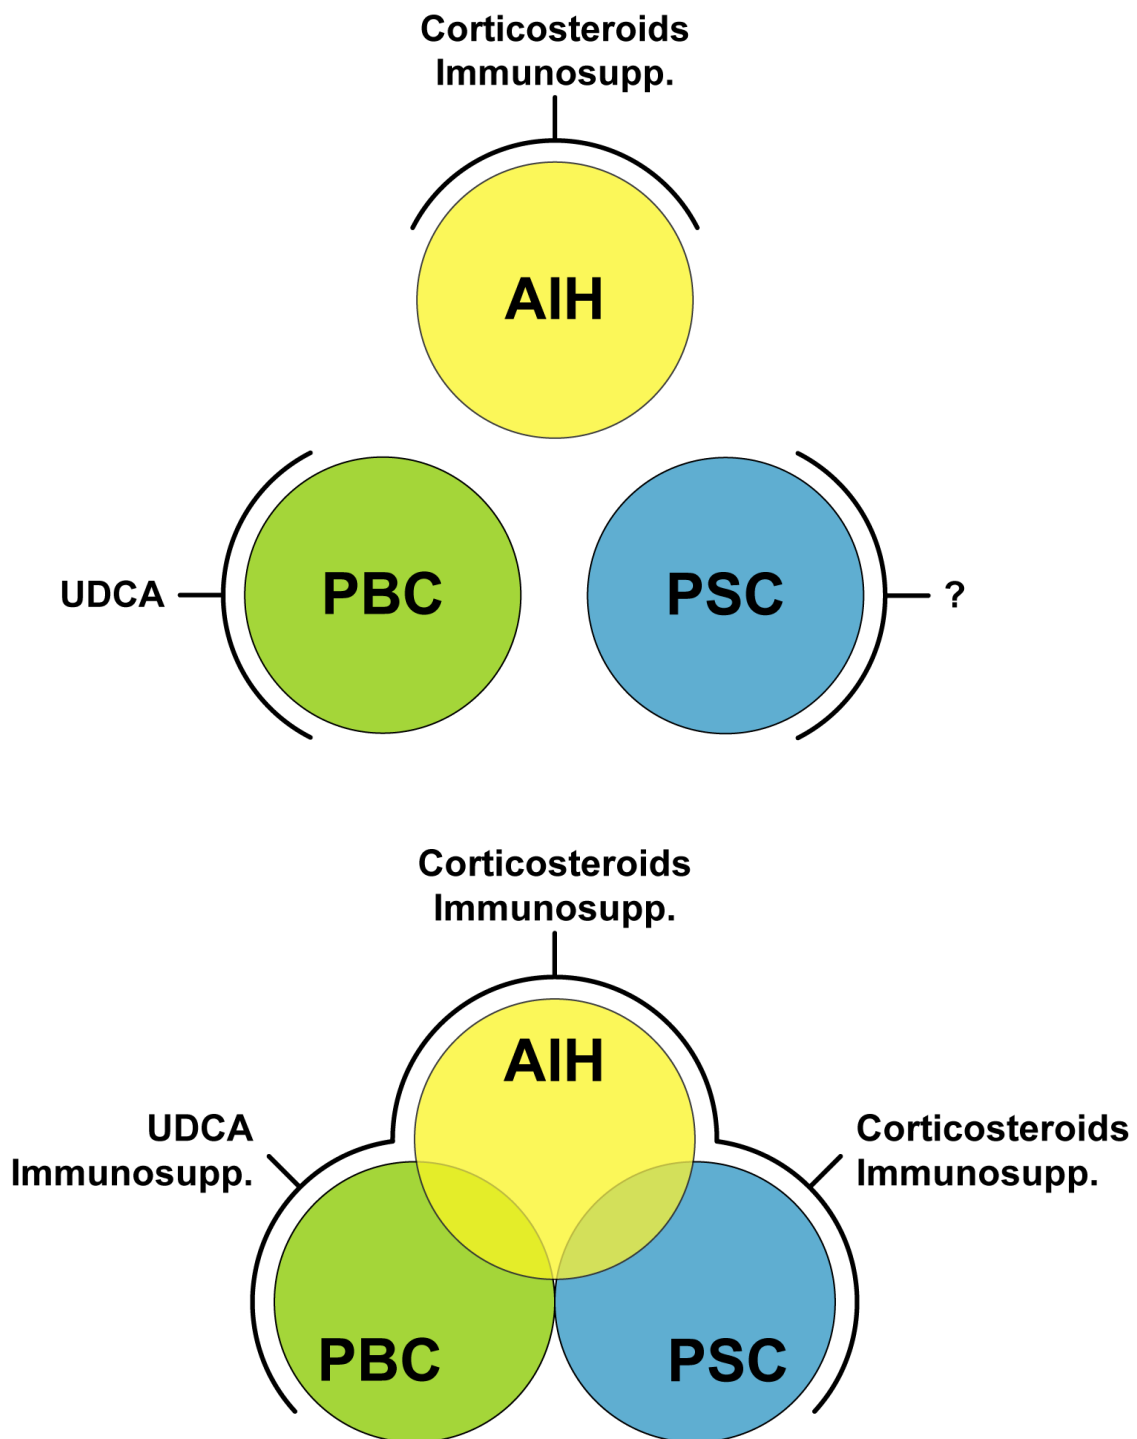 Corticosteroids
Immunosupp.
AIH
UDCA
PBC
PSC
?
Corticosteroids
Immunosupp.
AIH
UDCA
Immunosupp.
Corticosteroids
Immunosupp.
PBC
PSC